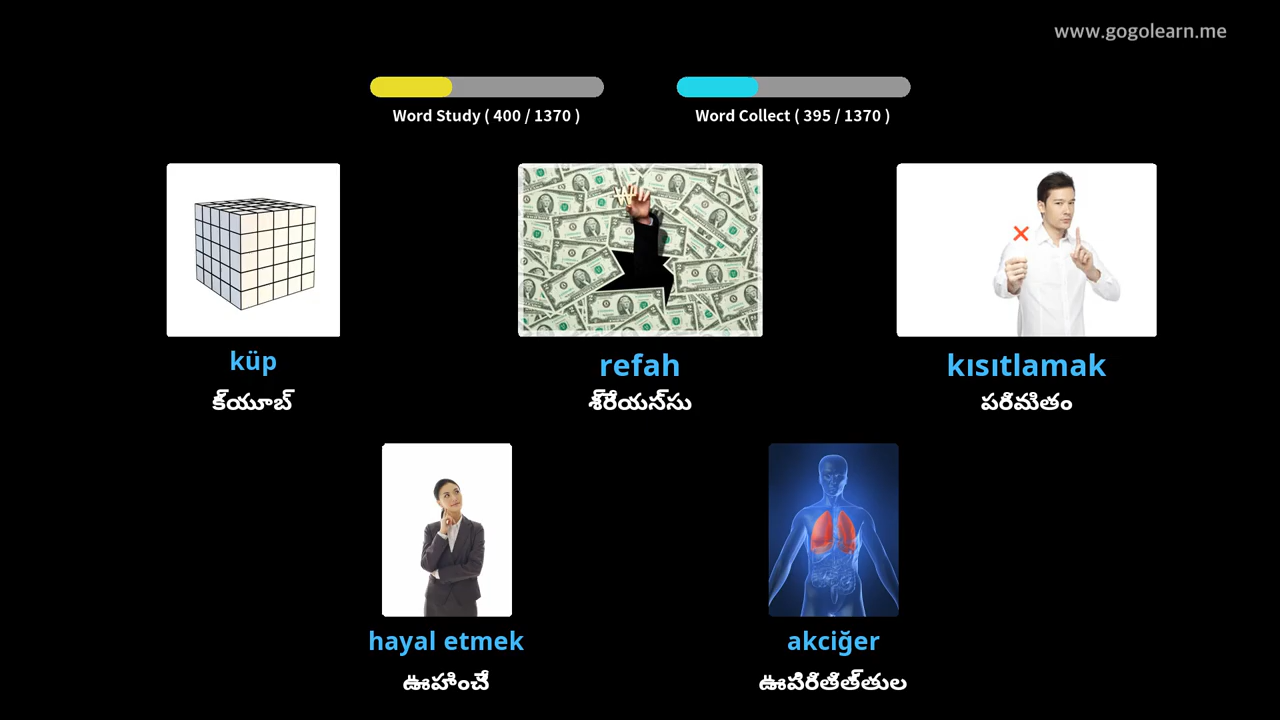 www.gogolearn.me
Word Study ( 400 / 1370 )
Word Collect ( 395 / 1370 )
küp
క్యూబ్
refah
శ్రేయస్సు
kısıtlamak
పరిమితం
hayal etmek
ఊహించే
akciğer
ఊపిరితిత్తుల